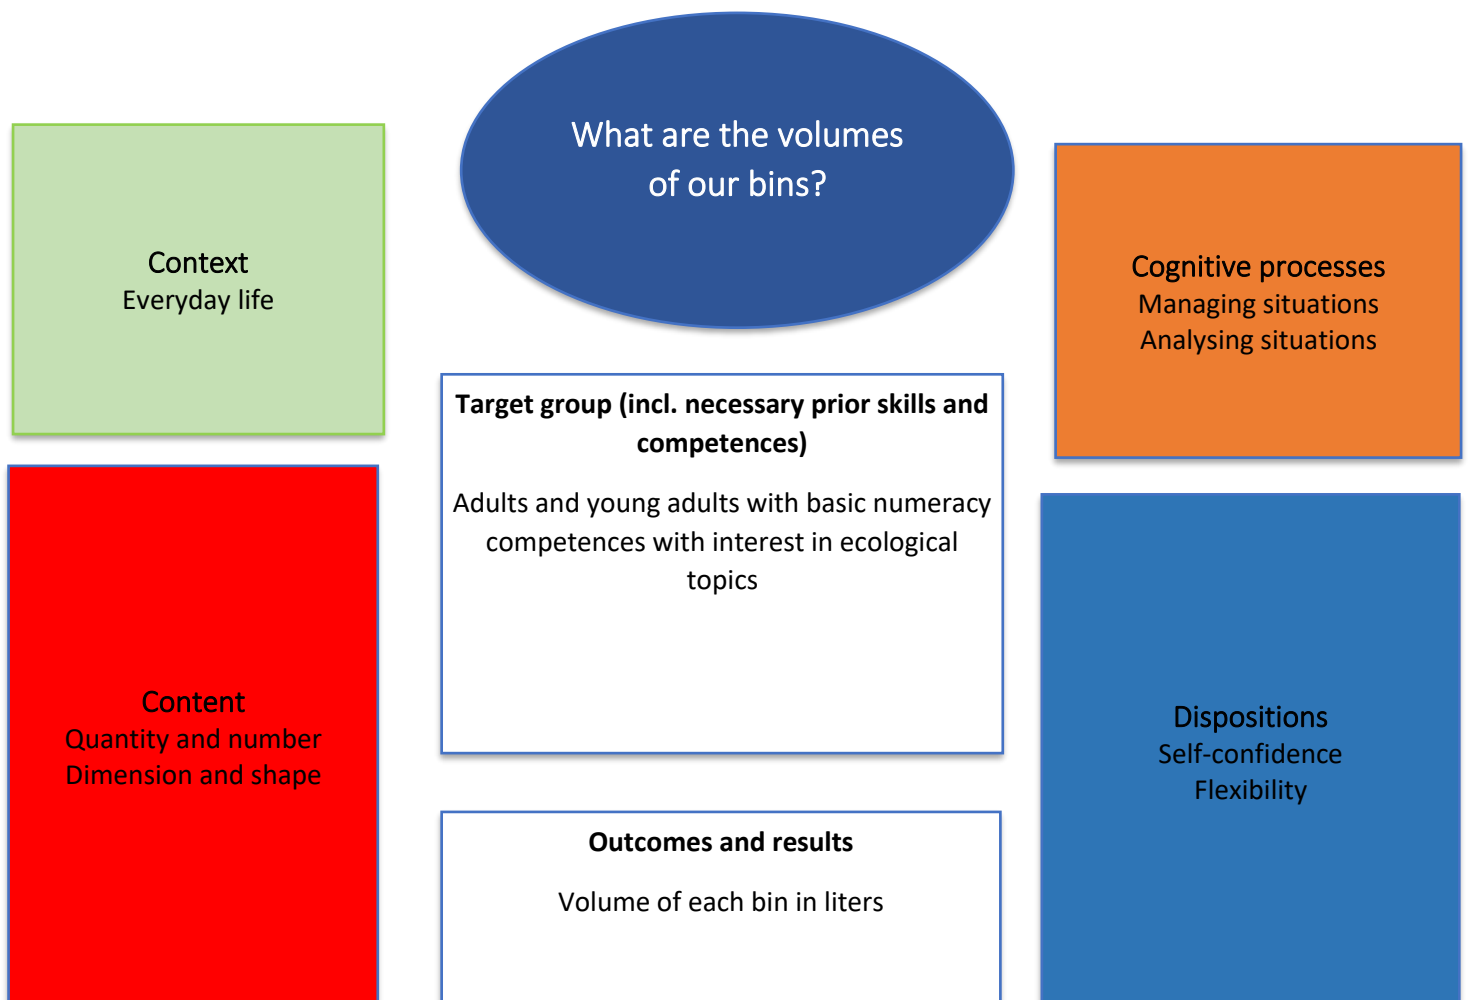 What are the volumes
of our bins?
Context
Everyday life
Cognitive processes
Managing situations
Analysing situations
Target group (incl. necessary prior skills and
competences)
Adults and young adults with basic numeracy
competences with interest in ecological
topics
Content
Quantity and number
Dimension and shape
Dispositions
Self-confidence
Flexibility
Outcomes and results
Volume of each bin in liters